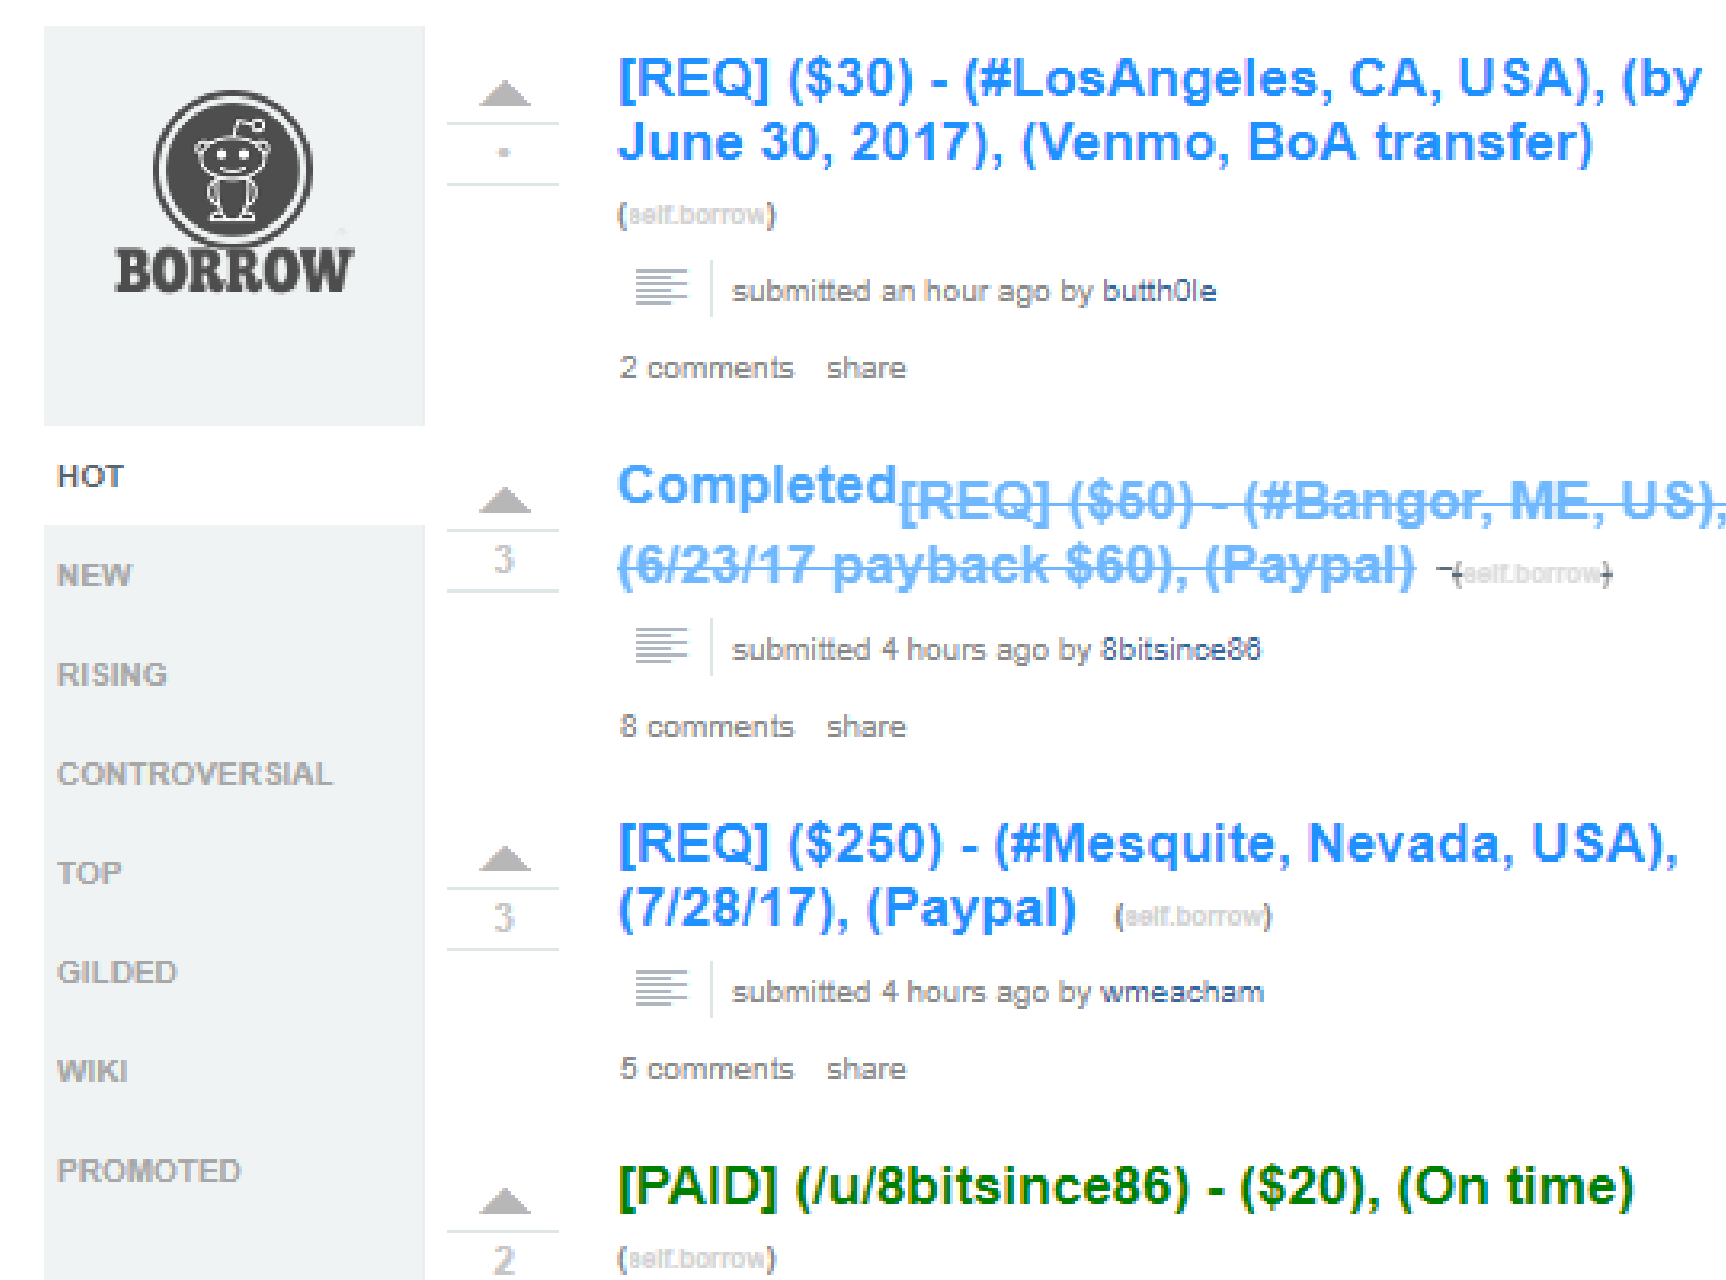 BORROW
HOT
NEW
RISING
CONTROVERSIAL
TOP
GILDED
WIKI
PROMOTED
[REQ] ($30) - (#LosAngeles, CA, USA), (by
June 30, 2017), (Venmo, BoA transfer)
(self.borrow)
•
submitted an hour ago by butth0le
2 comments share
Completed[REQ] ($50) - (#Bangor, ME, US),
(6/23/17 payback $60), (Paypal) (self.borrow)
3
submitted 4 hours ago by 8bitsince86
8 comments share
[REQ] ($250) - (#Mesquite, Nevada, USA),
(7/28/17), (Paypal) (self.borrow)
3
submitted 4 hours ago by wmeacham
5 comments share
[PAID] (/u/8bitsince86) - ($20), (On time)
(self.borrow)
2